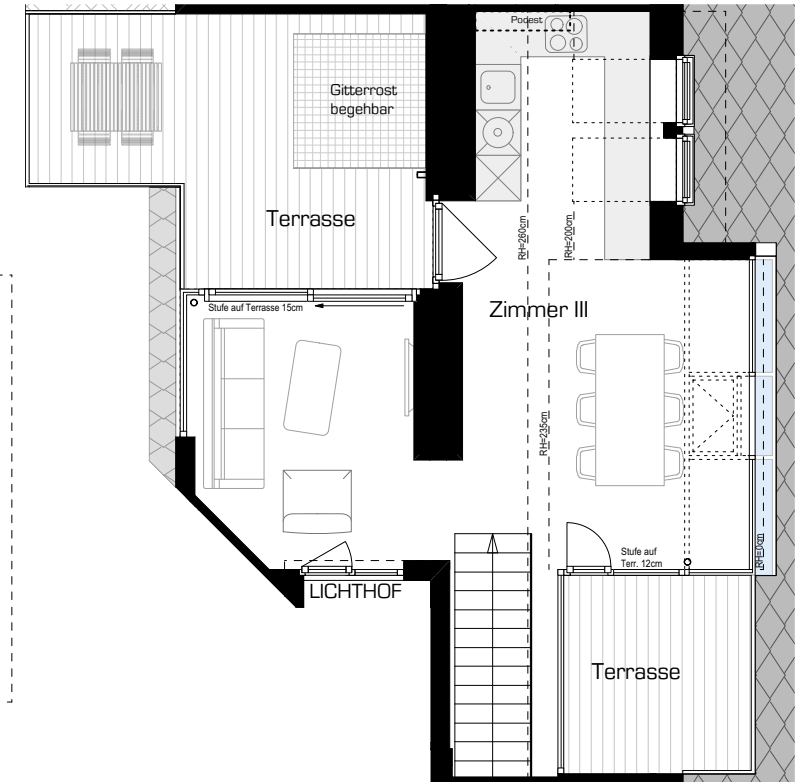 Podest
Gitterrost
begehbar
Terrasse
RH=260cm
RH=200cm
Stufe auf Terrasse 15cm
Zimmer III
RH=235cm
Stufe auf
Terr. 12cm
RH=0cm
LICHTHOF
Terrasse